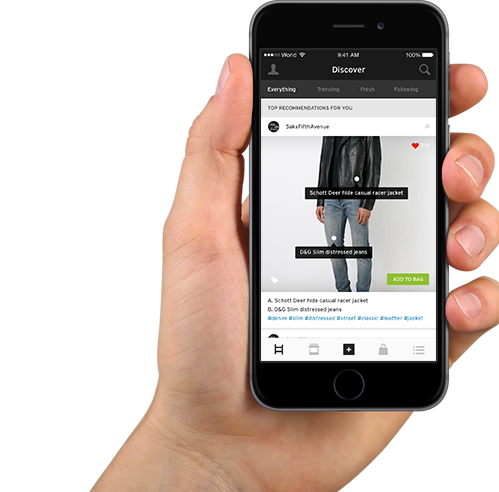 World 9:41 AM 100%
Discover
Everything Trending Fresh Following
TOP RECOMMENDATIONS FOR YOU
SaksFifthAvenue
Schott Deer hide casual racer jacket
D&G Slim distressed jeans
ADD TO BAG
A. Schott Deer hide casual racer jacket
B. D&G Slim distressed jeans
#denim #slim #distressed #street #classic #leather #jacket